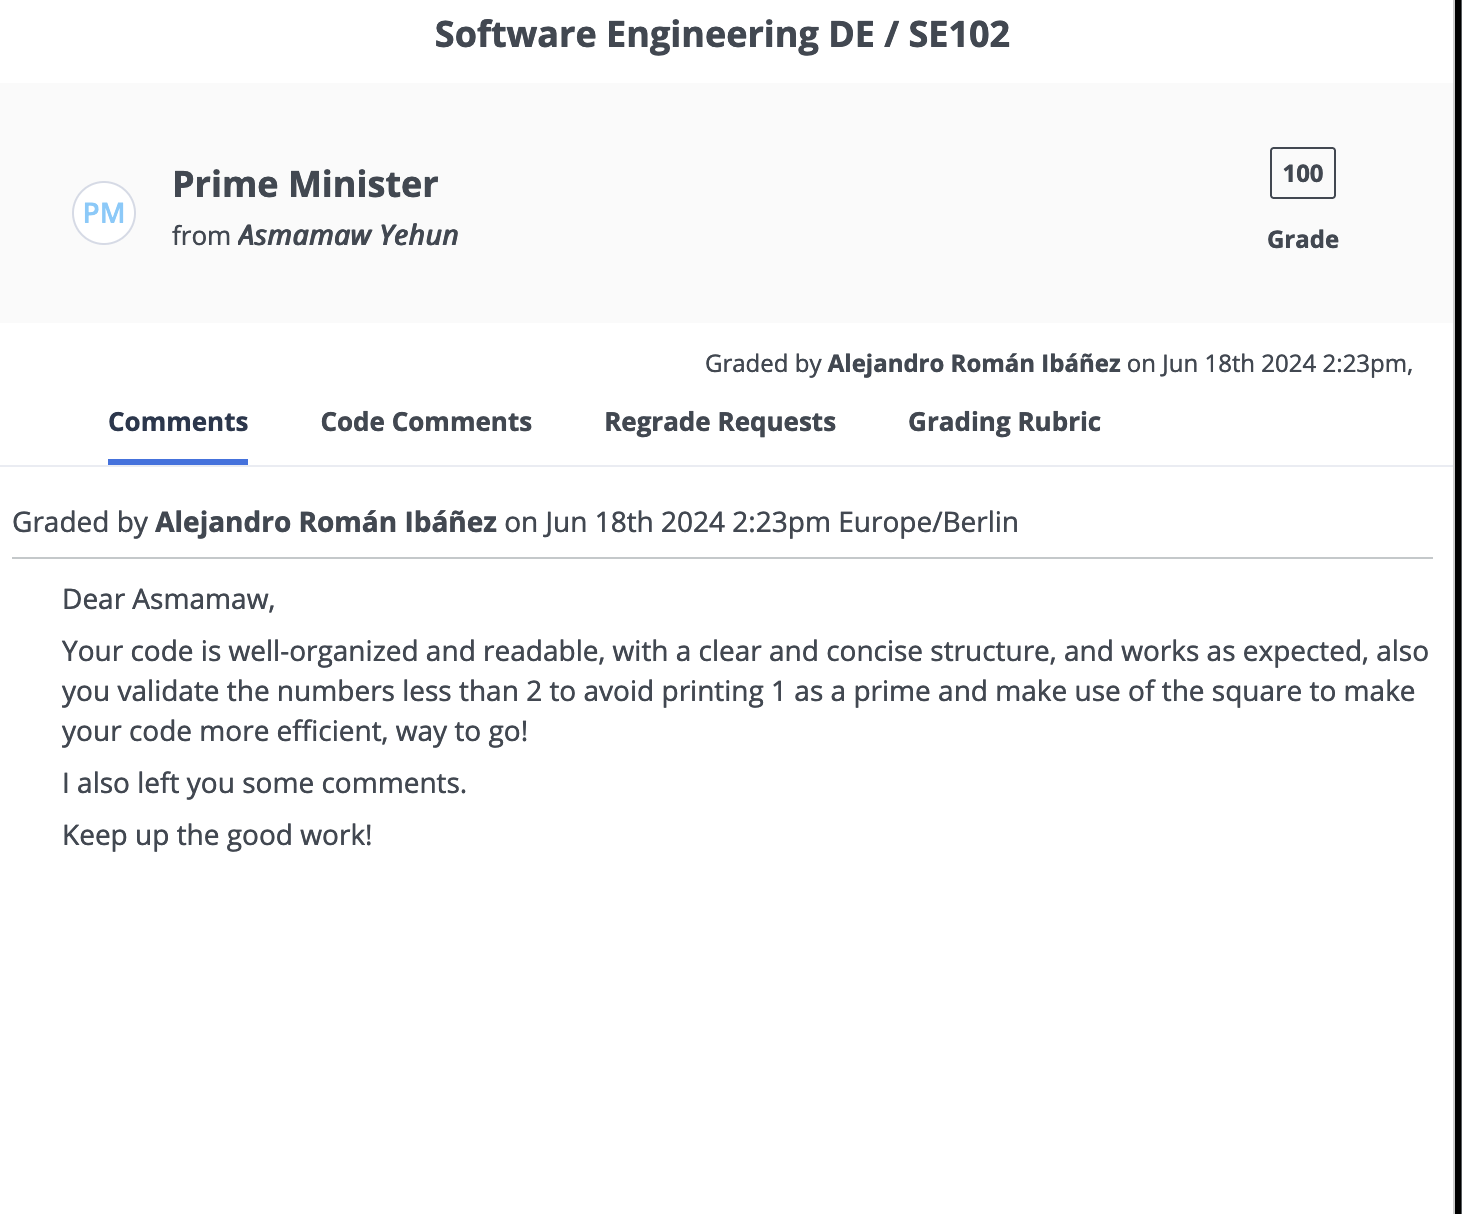 Software Engineering DE / SE102
PM
Prime Minister
from Asmamaw Yehun
100
Grade
Graded by Alejandro Román Ibáñez on Jun 18th 2024 2:23pm,
Comments Code Comments Regrade Requests Grading Rubric
Graded by Alejandro Román Ibáñez on Jun 18th 2024 2:23pm Europe/Berlin
Dear Asmamaw,
Your code is well-organized and readable, with a clear and concise structure, and works as expected, also
you validate the numbers less than 2 to avoid printing 1 as a prime and make use of the square to make
your code more efficient, way to go!
I also left you some comments.
Keep up the good work!